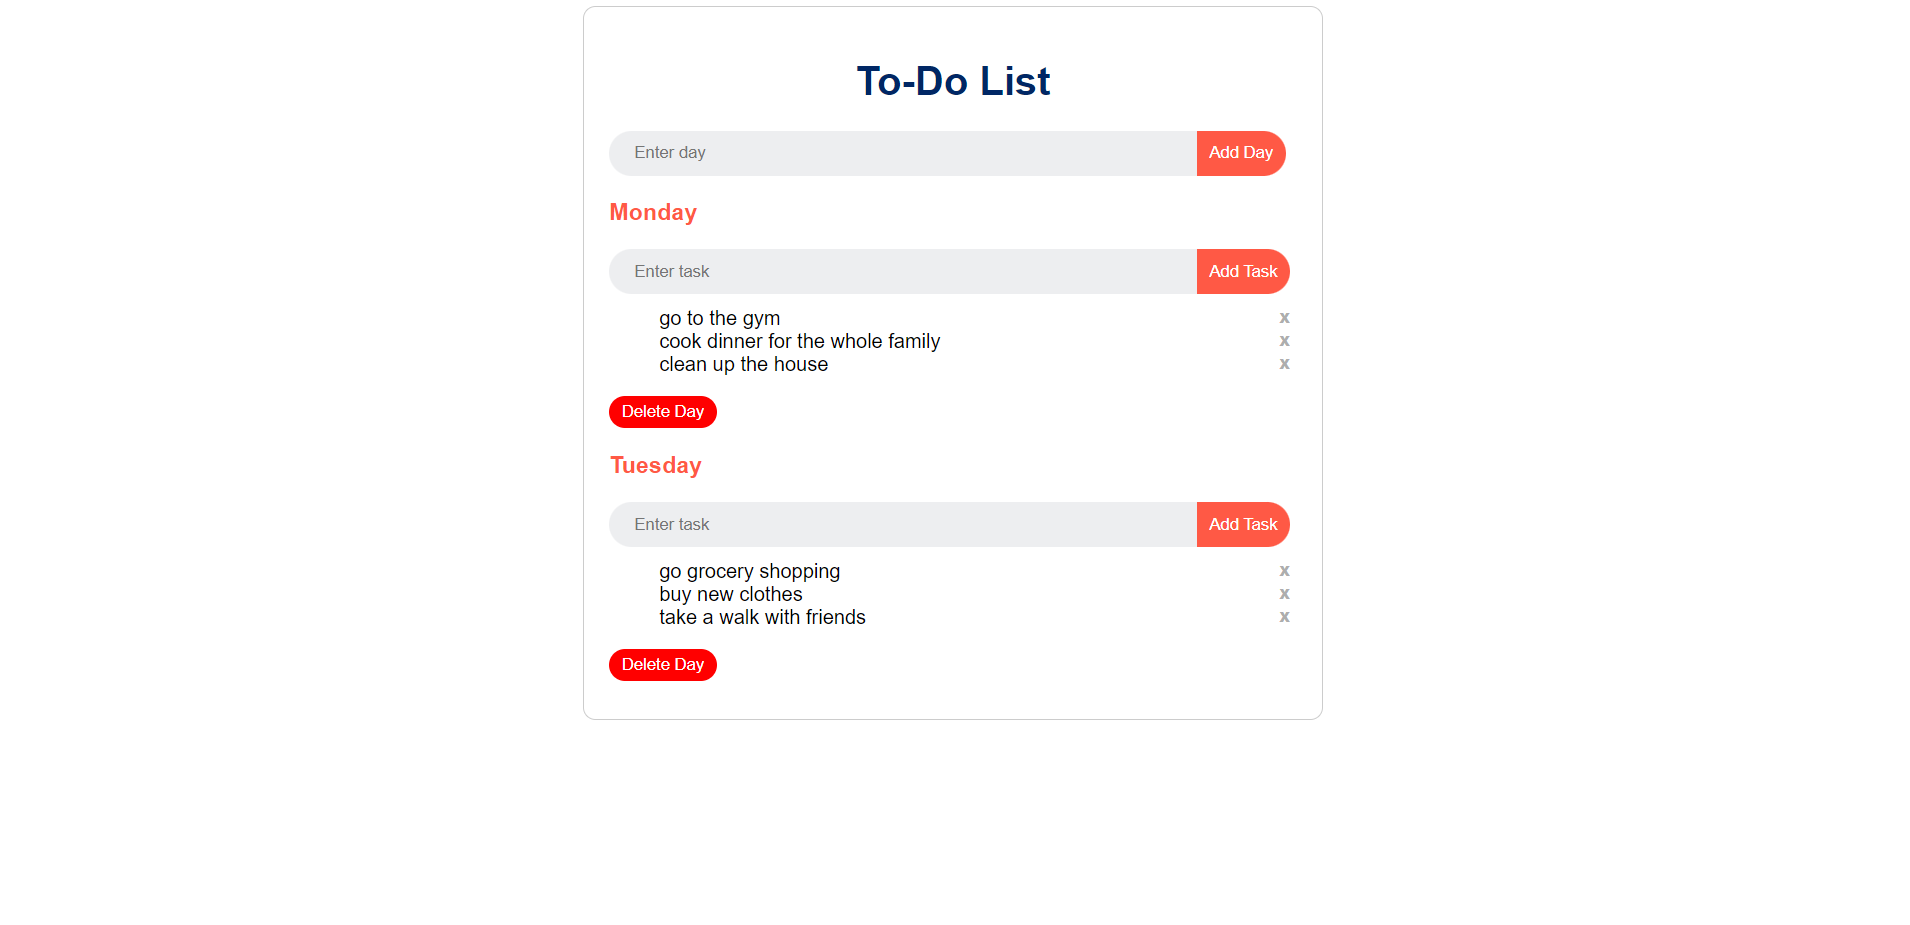 To-Do List
Enter day Add Day
Monday
Enter task Add Task
go to the gym x
cook dinner for the whole family x
clean up the house x
Delete Day
Tuesday
Enter task Add Task
go grocery shopping x
buy new clothes x
take a walk with friends x
Delete Day